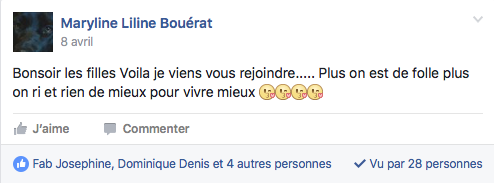 Maryline Liline Bouérat
8 avril
Bonsoir les filles Voila je viens vous rejoindre..... Plus on est de folle plus
on ri et rien de mieux pour vivre mieux 😘😘😘😘
J'aime Commenter
Fab Josephine, Dominique Denis et 4 autres personnes Vu par 28 personnes